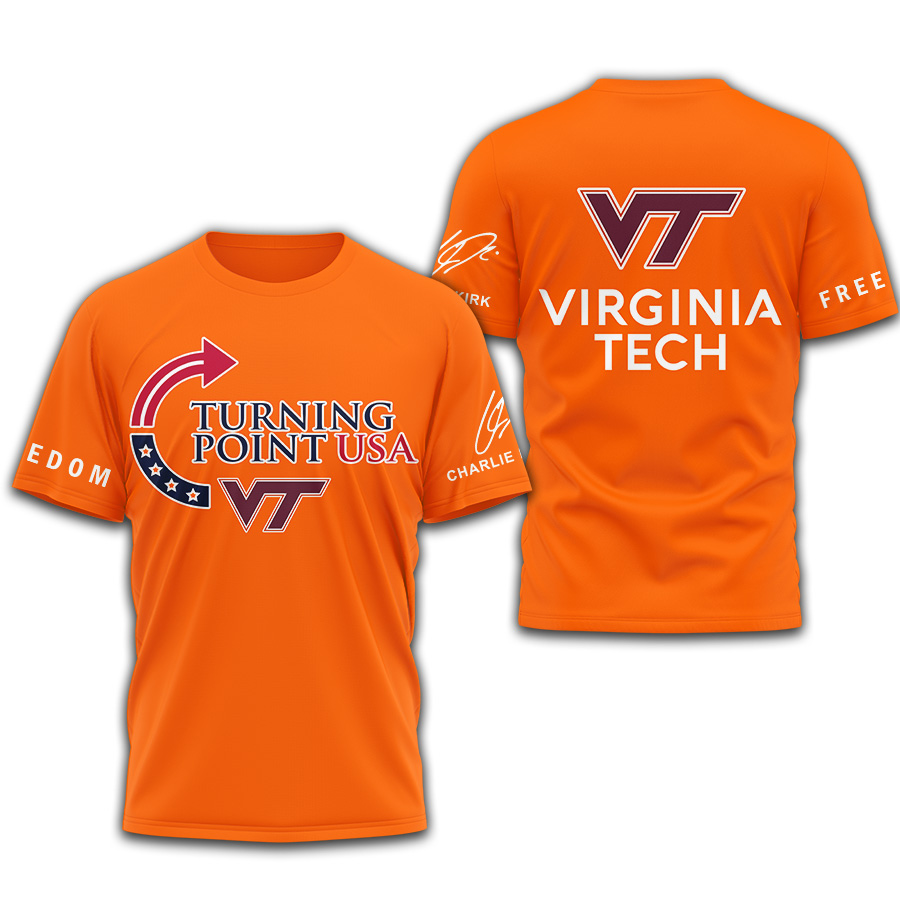 TURNING
POINT USA
VT
EDOM
CHARLIE
VT
VIRGINIA
TECH
KIRK
FREE